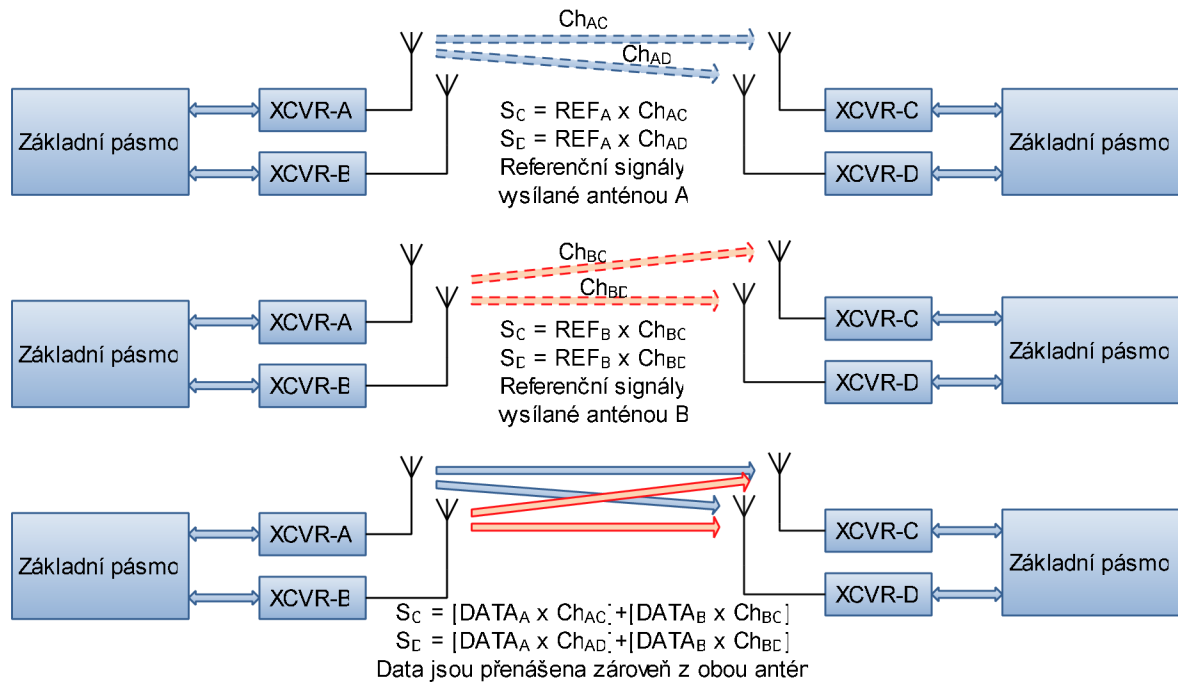 Ch_AC
Ch_AD
Základní pásmo
XCVR-A
XCVR-B
S_C = REF_A x Ch_AC
S_D = REF_A x Ch_AD
Referenční signály
vysílané anténou A
XCVR-C
XCVR-D
Základní pásmo
Ch_BC
Ch_BD
Základní pásmo
XCVR-A
XCVR-B
S_C = REF_B x Ch_BC
S_D = REF_B x Ch_BD
Referenční signály
vysílané anténou B
XCVR-C
XCVR-D
Základní pásmo
Základní pásmo
XCVR-A
XCVR-B
XCVR-C
XCVR-D
Základní pásmo
S_C = [DATA_A x Ch_AC]+[DATA_B x Ch_BC]
S_D = [DATA_A x Ch_AD]+[DATA_B x Ch_BD]
Data jsou přenášena zároveň z obou antén